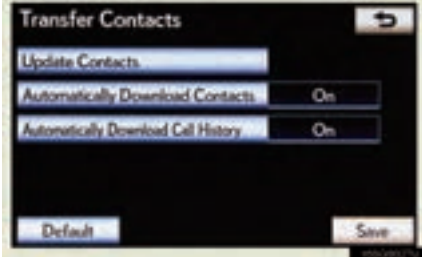 Transfer Contacts
Update Contacts
Automatically Download Contacts On
Automatically Download Call History On
Default Save